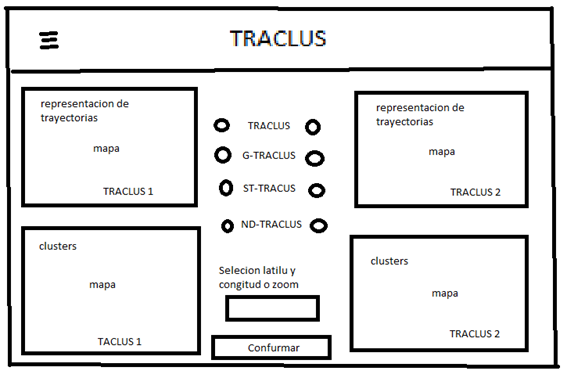 TRACLUS
representacion de
trayectorias
mapa
TRACLUS 1
TRACLUS
G-TRACLUS
ST-TRACUS
ND-TRACLUS
representacion de
trayectorias
mapa
TRACLUS 2
clusters
mapa
TACLUS 1
Selecion latilu y
congitud o zoom
Confurmar
clusters
mapa
TRACLUS 2